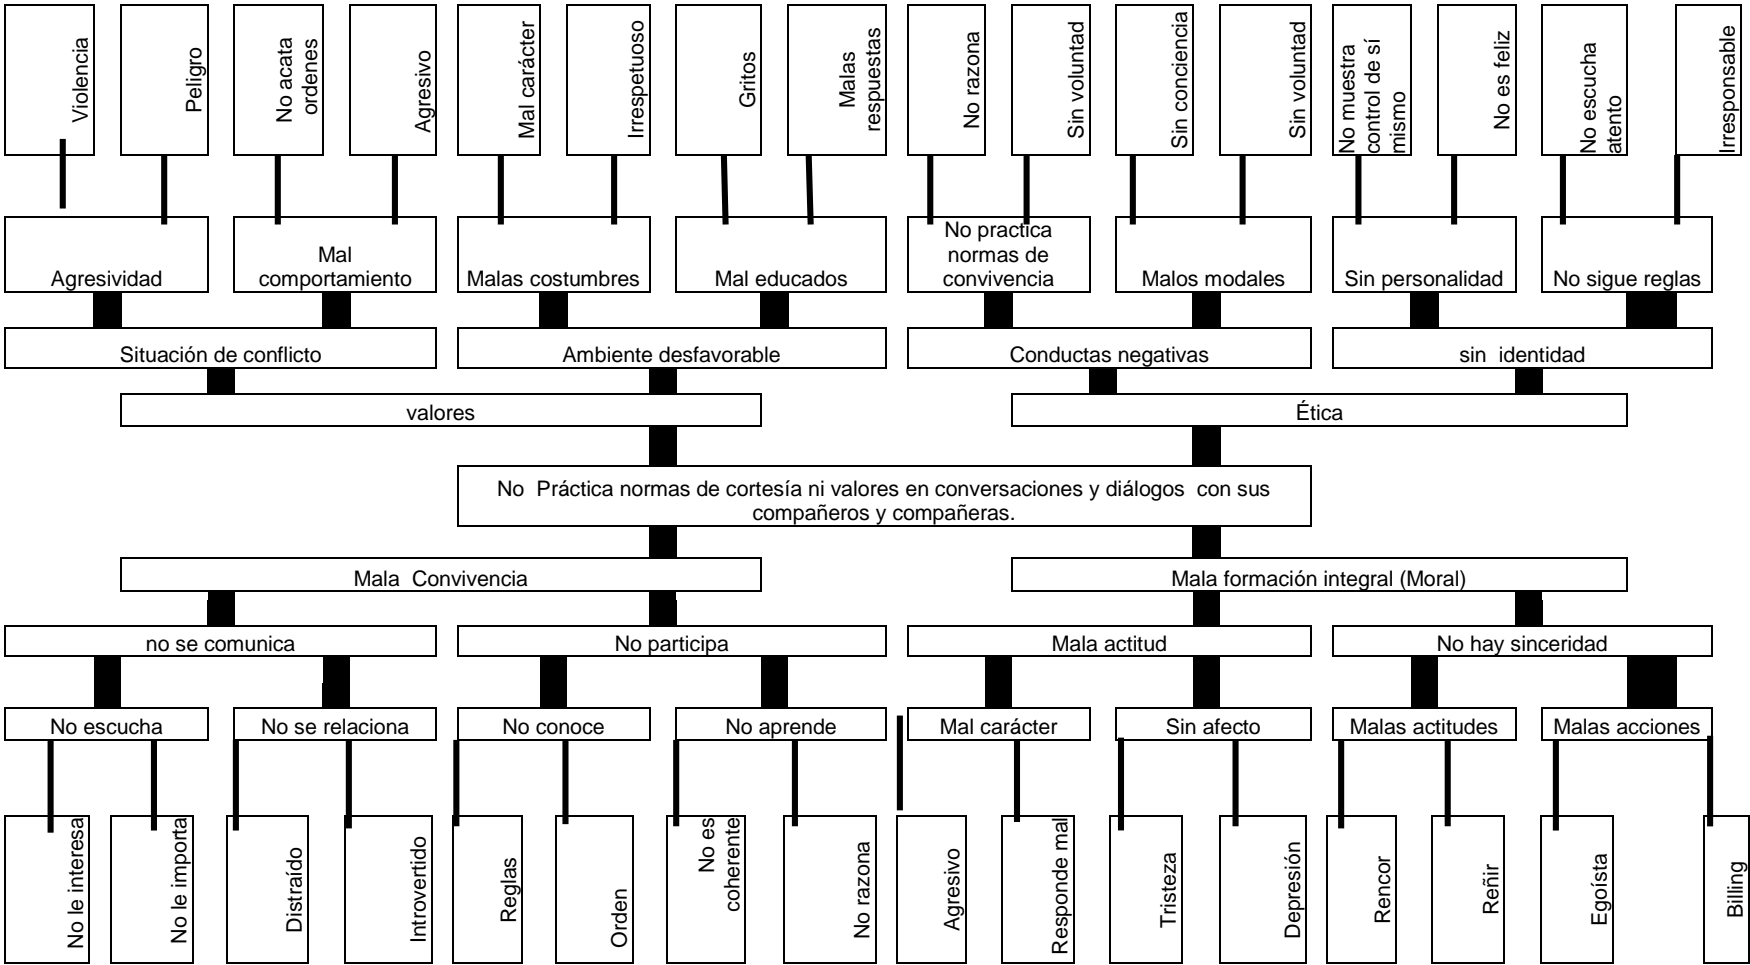 Violencia
Peligro
No acata
ordenes
Agresivo
Mal carácter
Irrespetuoso
Gritos
Malas
respuestas
No razona
Sin voluntad
Sin conciencia
Sin voluntad
No muestra
control de sí
mismo
No es feliz
No escucha
atento
Irresponsable
Agresividad
Mal
comportamiento
Malas costumbres
Mal educados
No practica
normas de
convivencia
Malos modales
Sin personalidad
No sigue reglas
Situación de conflicto
Ambiente desfavorable
Conductas negativas
sin identidad
valores
Ética
No Práctica normas de cortesía ni valores en conversaciones y diálogos con sus
compañeros y compañeras.
Mala Convivencia
Mala formación integral (Moral)
no se comunica
No participa
Mala actitud
No hay sinceridad
No escucha
No se relaciona
No conoce
No aprende
Mal carácter
Sin afecto
Malas actitudes
Malas acciones
No le interesa
No le importa
Distraído
Introvertido
Reglas
Orden
No es
coherente
No razona
Agresivo
Responde mal
Tristeza
Depresión
Rencor
Reñir
Egoísta
Billing